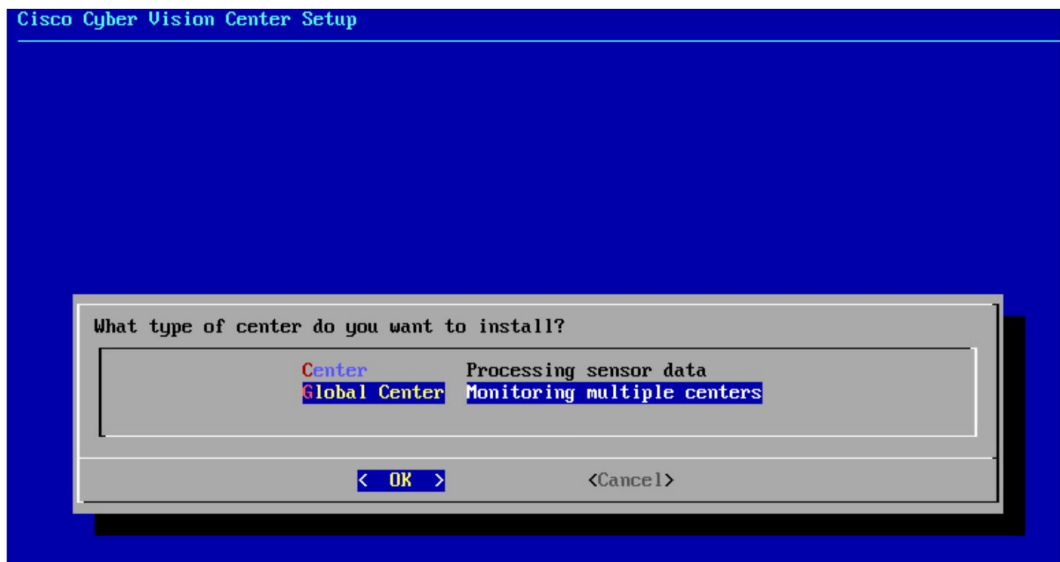 Cisco Cyber Vision Center Setup
What type of center do you want to install?
Center Processing sensor data
Global Center Monitoring multiple centers
< OK > <Cancel>